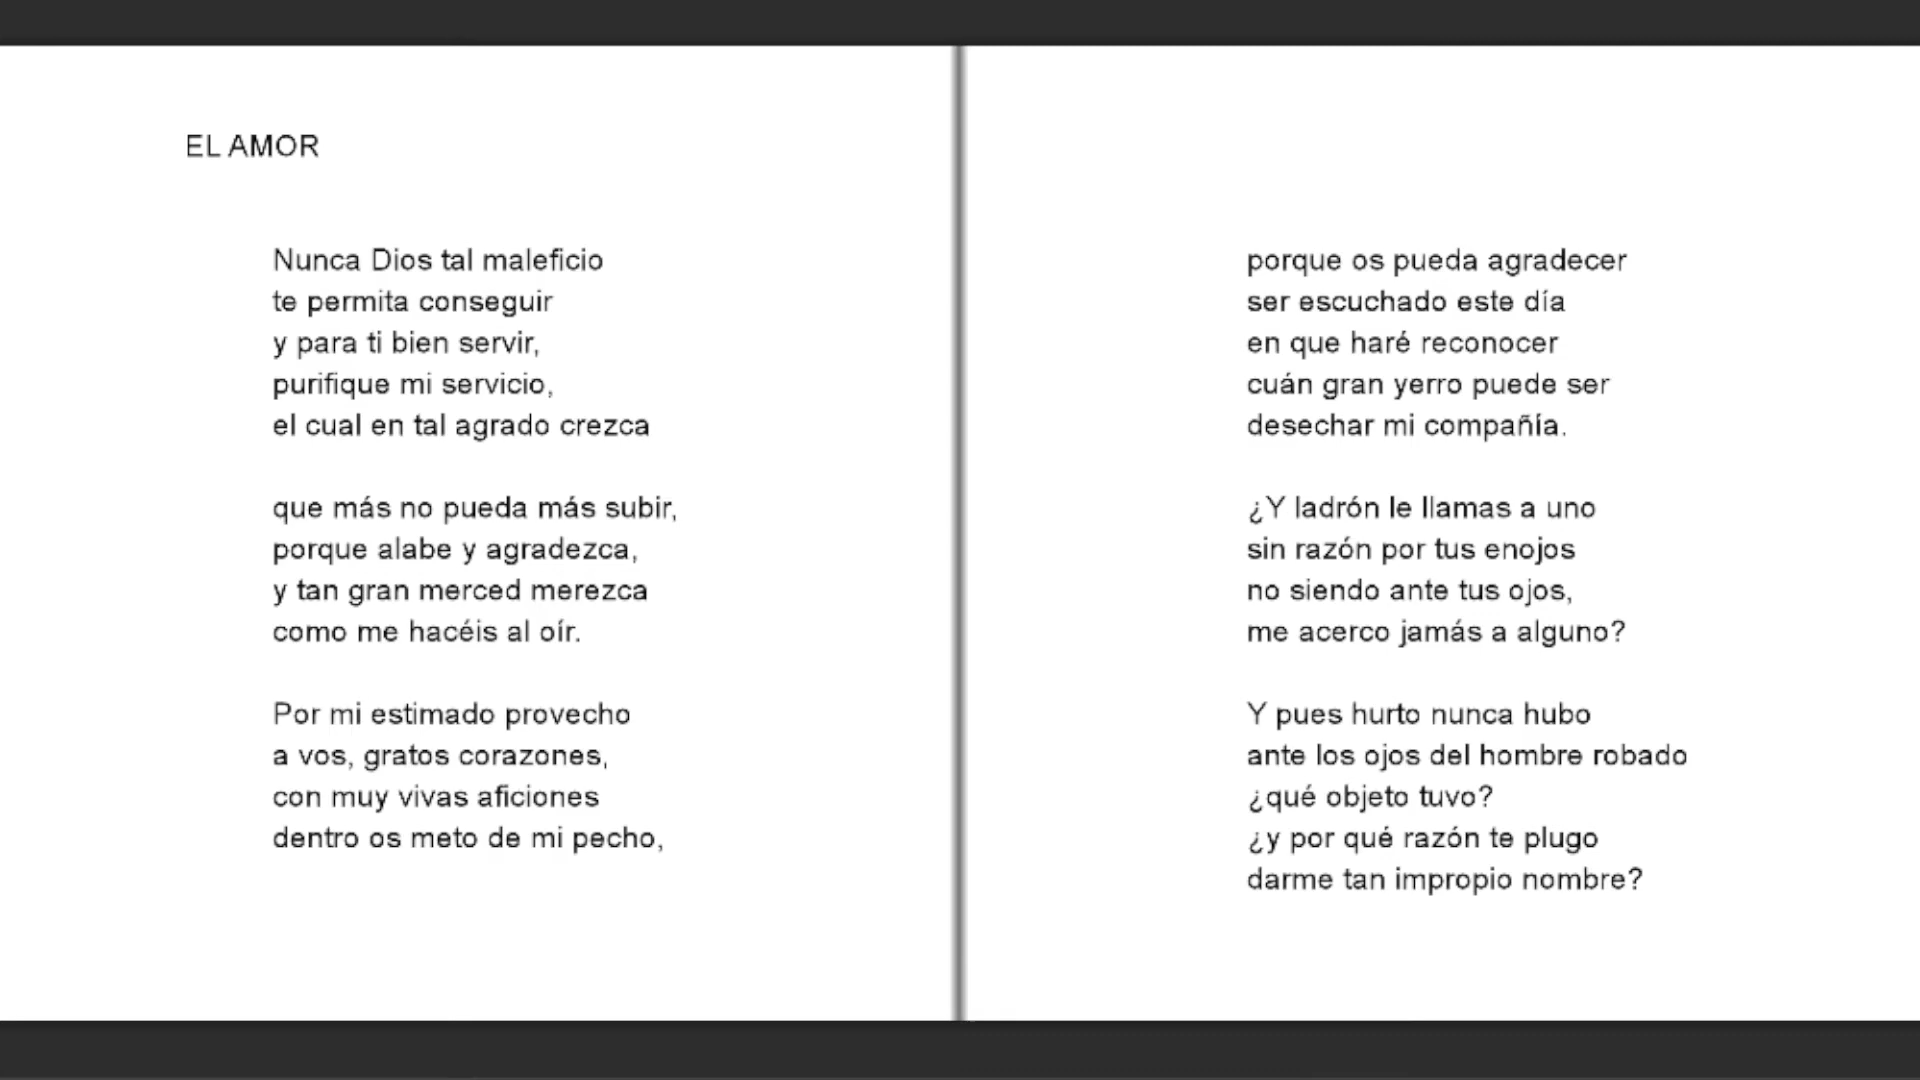 EL AMOR
Nunca Dios tal maleficio
te permita conseguir
y para ti bien servir,
purifique mi servicio,
el cual en tal agrado crezca
que más no pueda más subir,
porque alabe y agradezca,
y tan gran merced merezca
como me hacéis al oír.
Por mi estimado provecho
a vos, gratos corazones,
con muy vivas aficiones
dentro os meto de mi pecho,
porque os pueda agradecer
ser escuchado este día
en que haré reconocer
cuán gran yerro puede ser
desechar mi compañía.
¿Y ladrón le llamas a uno
sin razón por tus enojos
no siendo ante tus ojos,
me acerco jamás a alguno?
Y pues hurto nunca hubo
ante los ojos del hombre robado
¿qué objeto tuvo?
¿y por qué razón te plugo
darme tan impropio nombre?